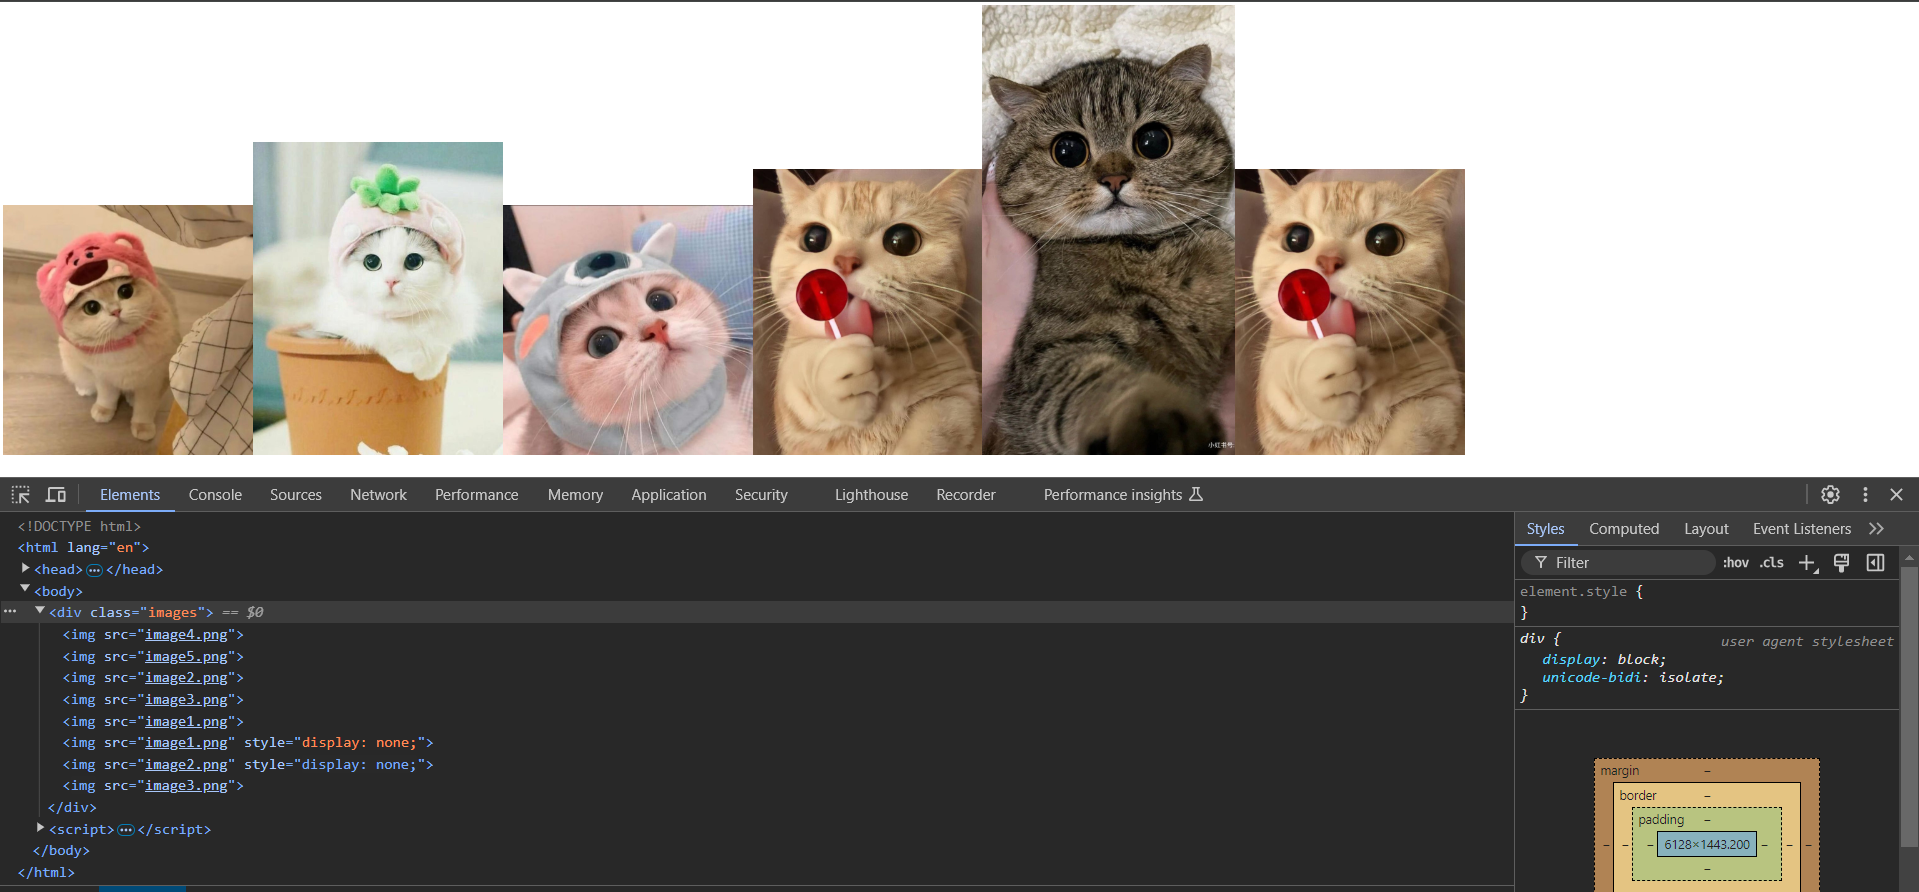 小红书号
Elements Console Sources Network Performance Memory Application Security Lighthouse Recorder Performance insights
<!DOCTYPE html>
<html lang="en">
<head> ••• </head>
<body>
••• <div class="images"> == $0
<img src="image4.png">
<img src="image5.png">
<img src="image2.png">
<img src="image3.png">
<img src="image1.png">
<img src="image1.png" style="display: none;">
<img src="image2.png" style="display: none;">
<img src="image3.png">
</div>
<script> ••• </script>
</body>
</html>
Styles Computed Layout Event Listeners
Filter :hov .cls
element.style {
}
div { user agent stylesheet
display: block;
unicode-bidi: isolate;
}
margin –
border –
padding –
– – – 6128×1443.200 – – –
–